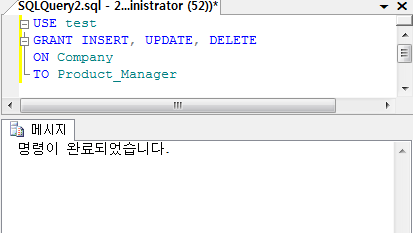 SQLQuery2.sql - 2...inistrator (52))*
USE test
GRANT INSERT, UPDATE, DELETE
ON Company
TO Product_Manager
메시지
명령이 완료되었습니다.